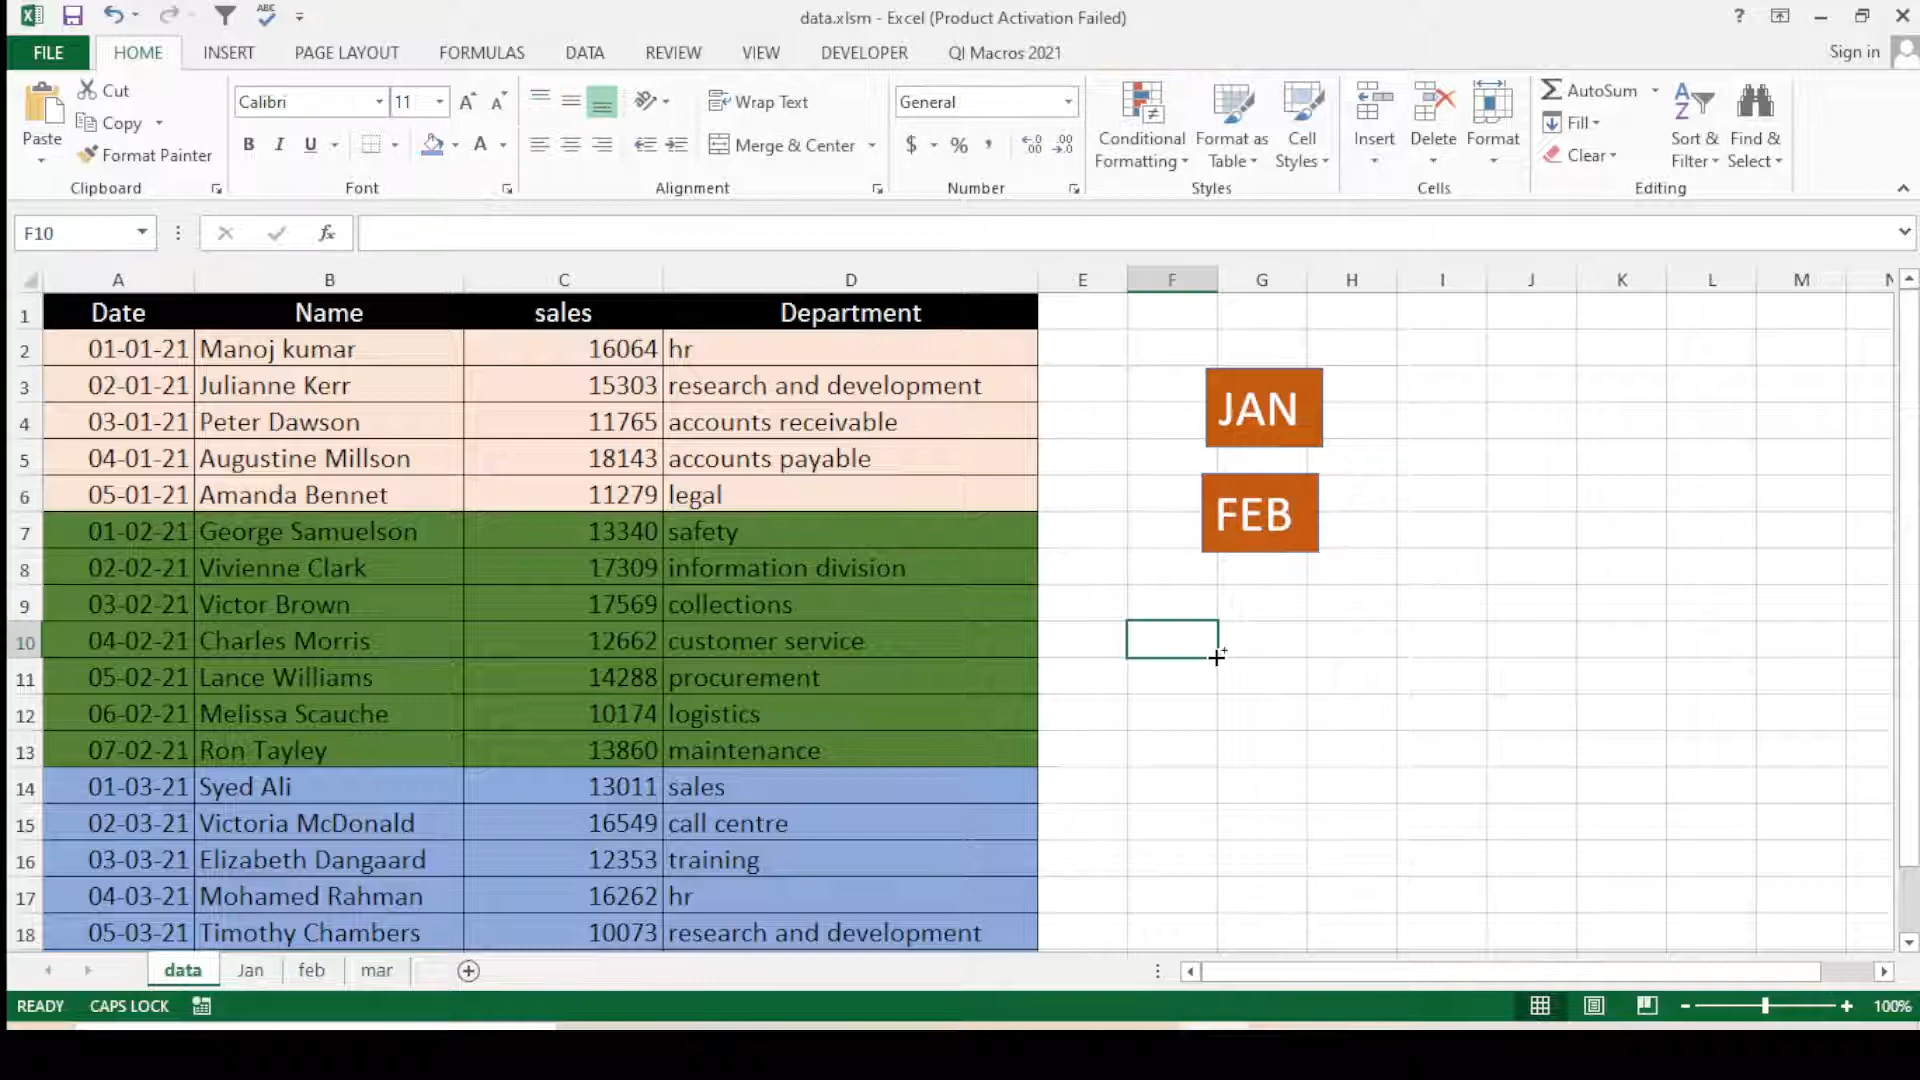 data.xlsm - Excel (Product Activation Failed)
FILE HOME INSERT PAGE LAYOUT FORMULAS DATA REVIEW VIEW DEVELOPER QI Macros 2021 Sign in
Paste
Cut
Copy
Format Painter
Clipboard
Calibri 11
B I U
Font
Wrap Text
Merge & Center
Alignment
General
$ % ,
Number
Conditional Formatting
Format as Table
Cell Styles
Styles
Insert Delete Format
Cells
AutoSum
Fill
Clear
Sort & Filter
Find & Select
Editing
F10
fx
A B C D E F G H I J K L M N
1 Date Name sales Department
2 01-01-21 Manoj kumar 16064 hr
3 02-01-21 Julianne Kerr 15303 research and development
4 03-01-21 Peter Dawson 11765 accounts receivable
5 04-01-21 Augustine Millson 18143 accounts payable
6 05-01-21 Amanda Bennet 11279 legal
7 01-02-21 George Samuelson 13340 safety
8 02-02-21 Vivienne Clark 17309 information division
9 03-02-21 Victor Brown 17569 collections
10 04-02-21 Charles Morris 12662 customer service
11 05-02-21 Lance Williams 14288 procurement
12 06-02-21 Melissa Scauche 10174 logistics
13 07-02-21 Ron Tayley 13860 maintenance
14 01-03-21 Syed Ali 13011 sales
15 02-03-21 Victoria McDonald 16549 call centre
16 03-03-21 Elizabeth Dangaard 12353 training
17 04-03-21 Mohamed Rahman 16262 hr
18 05-03-21 Timothy Chambers 10073 research and development
JAN
FEB
data Jan feb mar
READY CAPS LOCK 100%